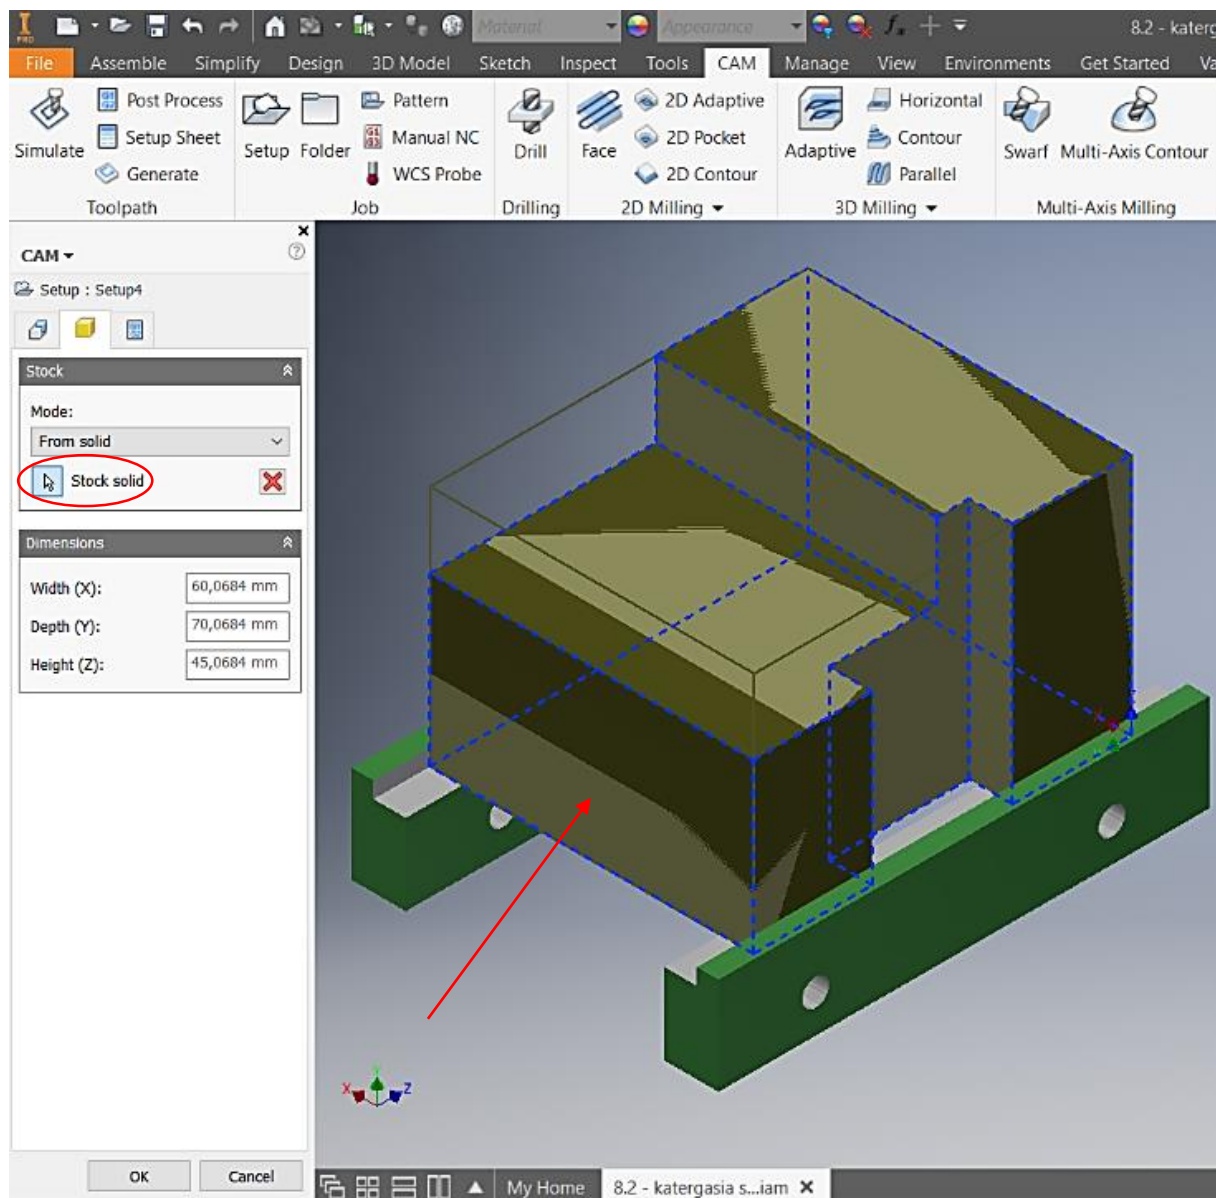 PRO
Material
Appearance
8.2 - katerg
File Assemble Simplify Design 3D Model Sketch Inspect Tools CAM Manage View Environments Get Started Va
Simulate
Post Process
Setup Sheet
Generate
Toolpath
Setup
Folder
Pattern
Manual NC
WCS Probe
Job
Drill
Drilling
Face
2D Adaptive
2D Pocket
2D Contour
2D Milling
Adaptive
Horizontal
Contour
Parallel
3D Milling
Swarf
Multi-Axis Contour
Multi-Axis Milling
CAM
Setup : Setup4
Stock
Mode:
From solid
Stock solid
Dimensions
Width (X): 60,0684 mm
Depth (Y): 70,0684 mm
Height (Z): 45,0684 mm
X
Y
Z
OK Cancel
My Home
8.2 - katergasia s...iam